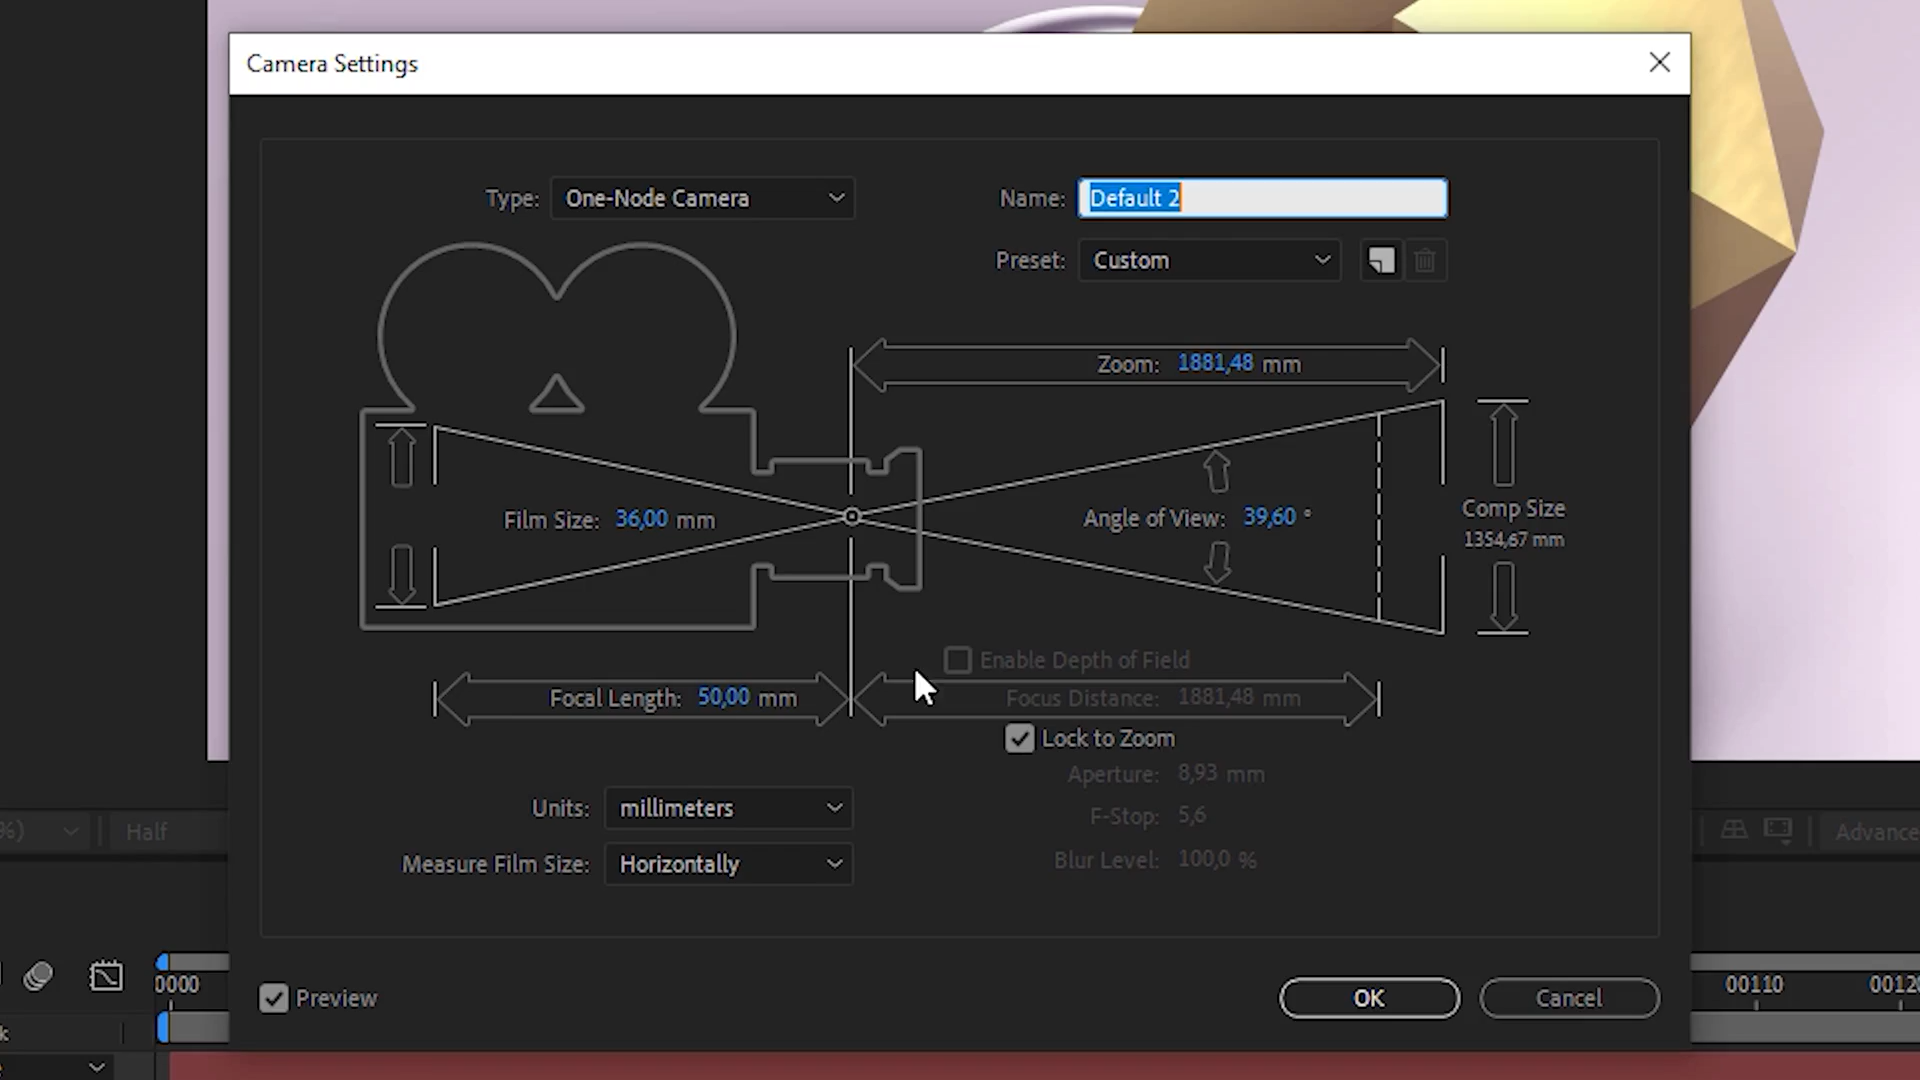 Camera Settings
Type: One-Node Camera
Name: Default 2
Preset: Custom
Zoom: 1881,48 mm
Film Size: 36,00 mm
Angle of View: 39,60 °
Comp Size
1354,67 mm
Enable Depth of Field
Focal Length: 50,00 mm
Focus Distance: 1881,48 mm
Lock to Zoom
Aperture: 8,93 mm
Units: millimeters
F-Stop: 5,6
%)
Half
Advance
Measure Film Size: Horizontally
Blur Level: 100,0 %
0000
00110
0012
Preview
OK
Cancel
k